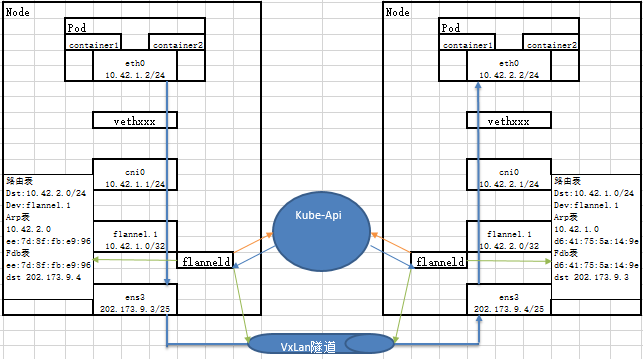 Node
Pod
container1
container2
eth0
10.42.1.2/24
vethxxx
cni0
10.42.1.1/24
路由表
Dst:10.42.2.0/24
Dev:flannel.1
Arp表
10.42.2.0
ee:7d:8f:fb:e9:96
Fdb表
ee:7d:8f:fb:e9:96
dst 202.173.9.4
flannel.1
10.42.1.0/32
flanneld
ens3
202.173.9.3/25
Kube-Api
VxLan隧道
Node
Pod
container1
container2
eth0
10.42.2.2/24
vethxxx
cni0
10.42.2.1/24
flannel.1
10.42.2.0/32
flanneld
ens3
202.173.9.4/25
路由表
Dst:10.42.1.0/24
Dev:flannel.1
Arp表
10.42.1.0
d6:41:75:5a:14:9e
Fdb表
d6:41:75:5a:14:9e
dst 202.173.9.3